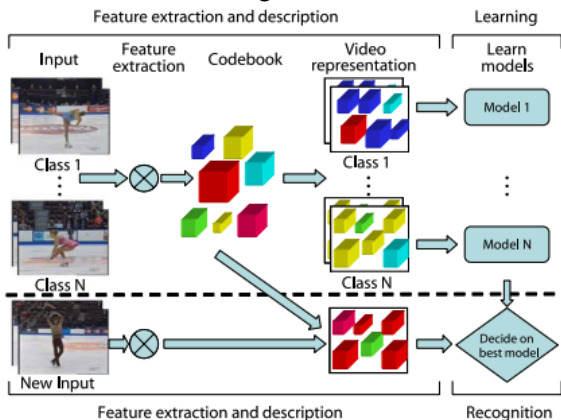 Feature extraction and description
Learning
Input
Feature
extraction
Codebook
Video
representation
Learn
models
Class 1
Class 1
Model 1
Class N
Class N
Model N
New Input
Decide on
best model
Feature extraction and description
Recognition